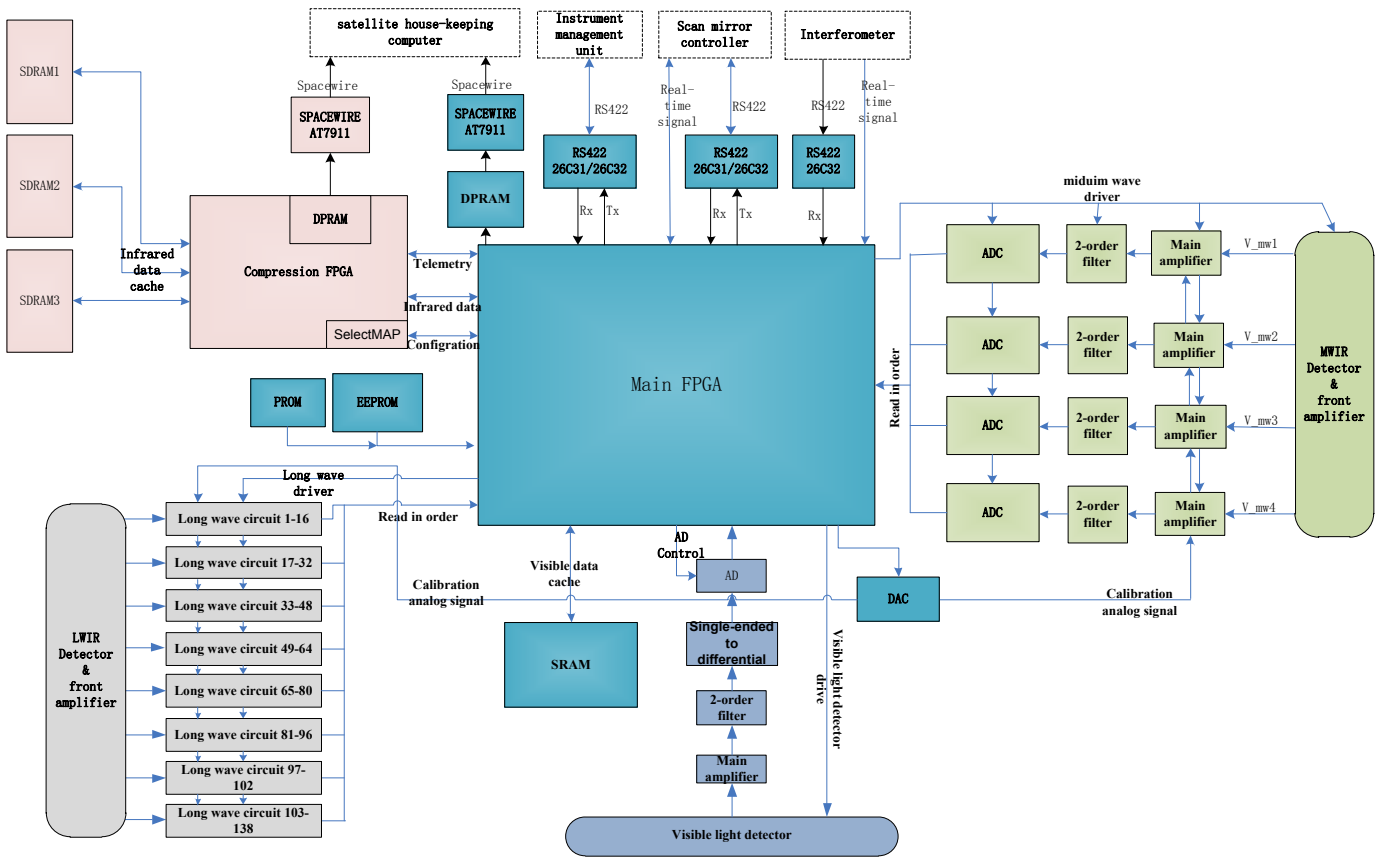 satellite house-keeping
computer
Instrument
management
unit
Scan mirror
controller
Interferometer
SDRAM1
SDRAM2
SDRAM3
Spacewire
Spacewire
SPACEWIRE
AT7911
SPACEWIRE
AT7911
RS422
Real-
time
signal
RS422
RS422
Real-
time
signal
RS422
26C31/26C32
RS422
26C31/26C32
RS422
26C32
DPRAM
DPRAM
Rx
Tx
Rx
Tx
Rx
Compression FPGA
SelectMAP
Infrared
data
cache
Telemetry
Infrared data
Configration
Main FPGA
PROM
EEPROM
miduim wave
driver
ADC
2-order
filter
Main
amplifier
V_mw1
ADC
2-order
filter
Main
amplifier
V_mw2
ADC
2-order
filter
Main
amplifier
V_mw3
ADC
2-order
filter
Main
amplifier
V_mw4
Read in order
MWIR
Detector
&
front
amplifier
Long wave
driver
Read in order
LWIR
Detector
&
front
amplifier
Long wave circuit 1-16
Long wave circuit 17-32
Long wave circuit 33-48
Long wave circuit 49-64
Long wave circuit 65-80
Long wave circuit 81-96
Long wave circuit 97-
102
Long wave circuit 103-
138
Calibration
analog signal
Visible data
cache
SRAM
AD
Control
AD
Single-ended
to
differential
2-order
filter
Main
amplifier
Visible light detector
drive
DAC
Calibration
analog signal
Visible light detector